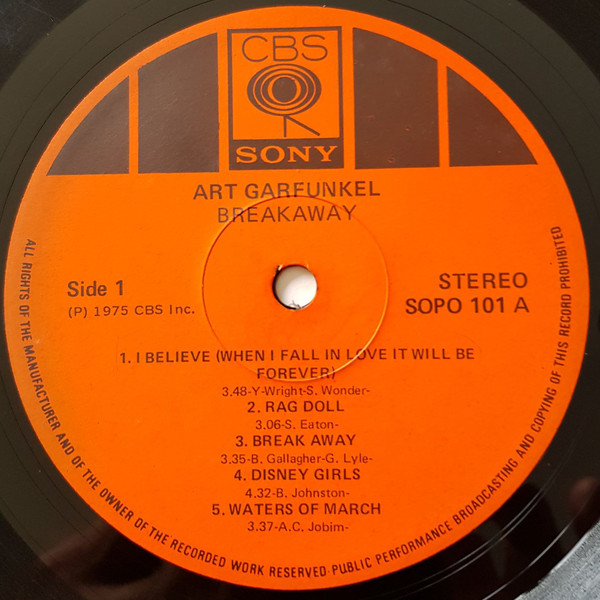 CBS
SONY
ART GARFUNKEL
BREAKAWAY
Side 1
(P) 1975 CBS Inc.
STEREO
SOPO 101 A
1. I BELIEVE (WHEN I FALL IN LOVE IT WILL BE
FOREVER)
3.48-Y-Wright-S. Wonder-
2. RAG DOLL
3.06-S. Eaton-
3. BREAK AWAY
3.35-B. Gallagher-G. Lyle-
4. DISNEY GIRLS
4.32-B. Johnston-
5. WATERS OF MARCH
3.37-A.C. Jobim-
ALL RIGHTS OF THE MANUFACTURER AND OF THE OWNER OF THE RECORDED WORK RESERVED-PUBLIC PERFORMANCE BROADCASTING AND COPYING OF THIS RECORD PROHIBITED